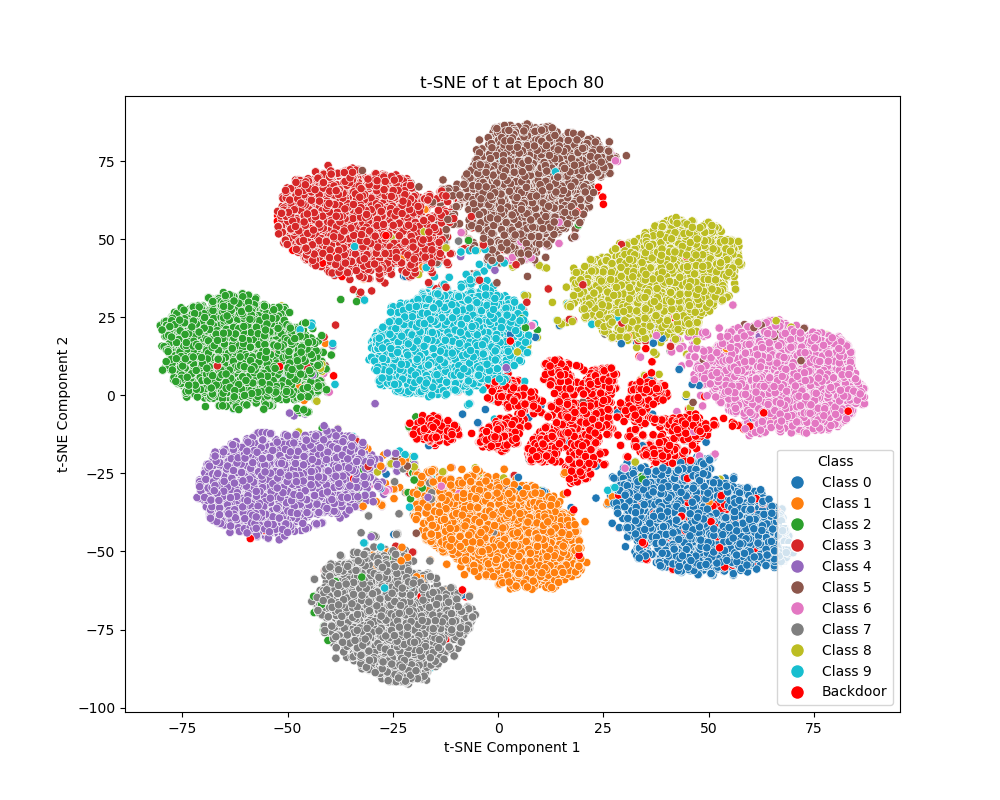 t-SNE of t at Epoch 80
t-SNE Component 2
75
50
25
0
−25
−50
−75
−100
−75
−50
−25
0
25
50
75
t-SNE Component 1
Class
Class 0
Class 1
Class 2
Class 3
Class 4
Class 5
Class 6
Class 7
Class 8
Class 9
Backdoor